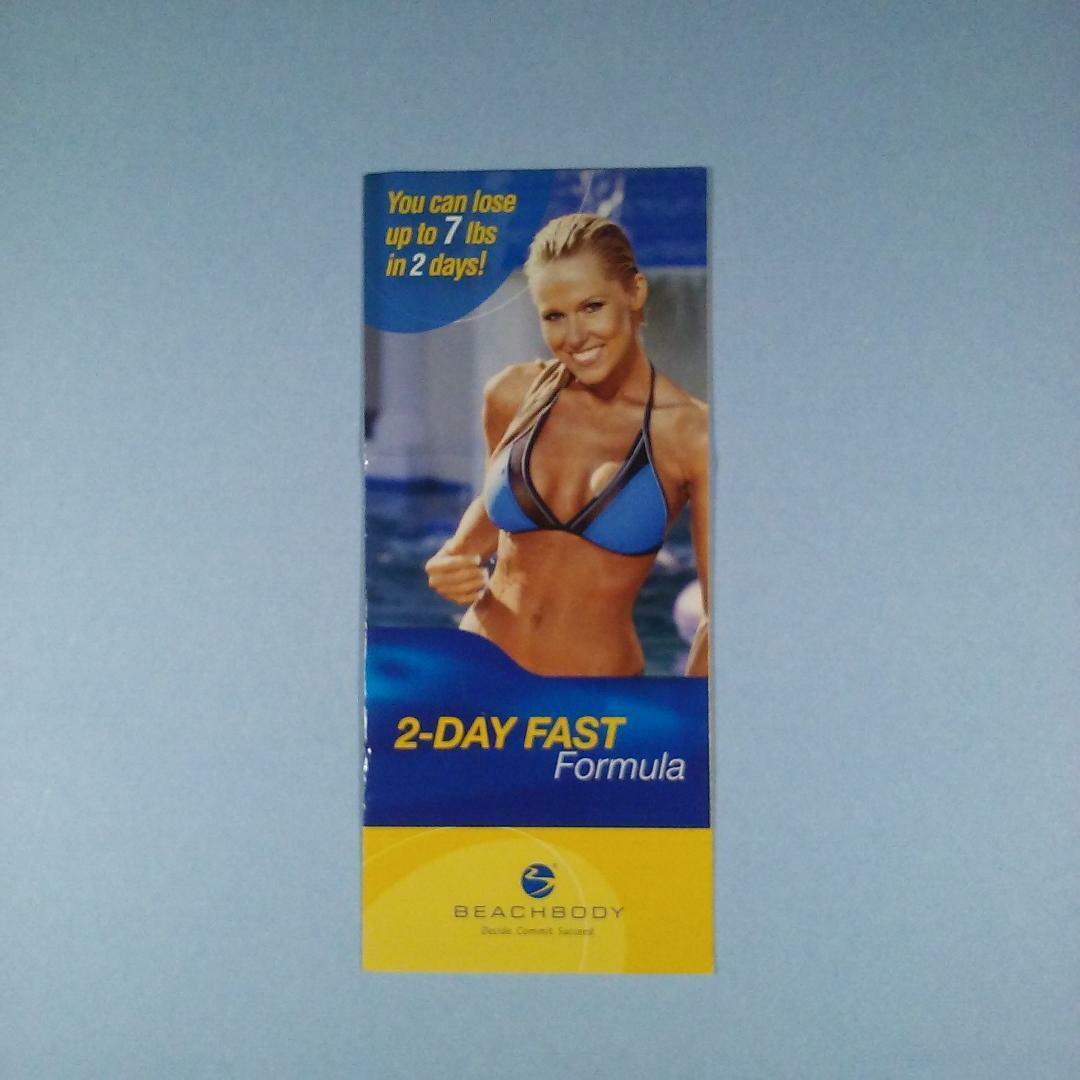 You can lose
up to 7 lbs
in 2 days!
2-DAY FAST
Formula
BEACHBODY
Decide. Commit. Succeed.